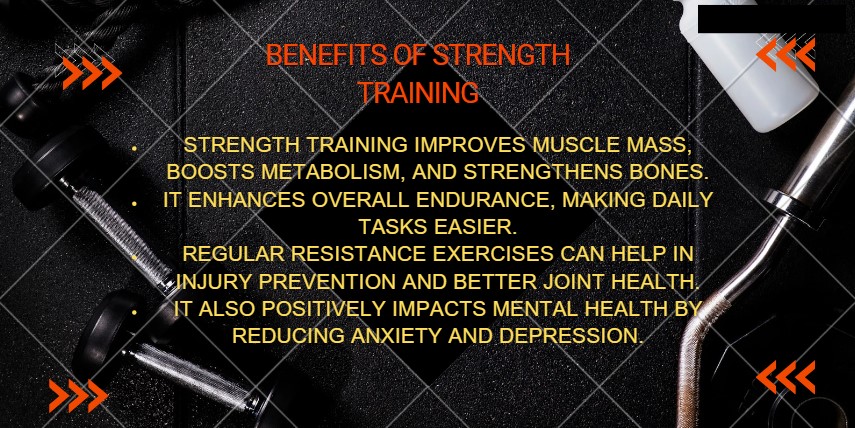 BENEFITS OF STRENGTH
TRAINING
• STRENGTH TRAINING IMPROVES MUSCLE MASS,
BOOSTS METABOLISM, AND STRENGTHENS BONES.
• IT ENHANCES OVERALL ENDURANCE, MAKING DAILY
TASKS EASIER.
• REGULAR RESISTANCE EXERCISES CAN HELP IN
INJURY PREVENTION AND BETTER JOINT HEALTH.
• IT ALSO POSITIVELY IMPACTS MENTAL HEALTH BY
REDUCING ANXIETY AND DEPRESSION.